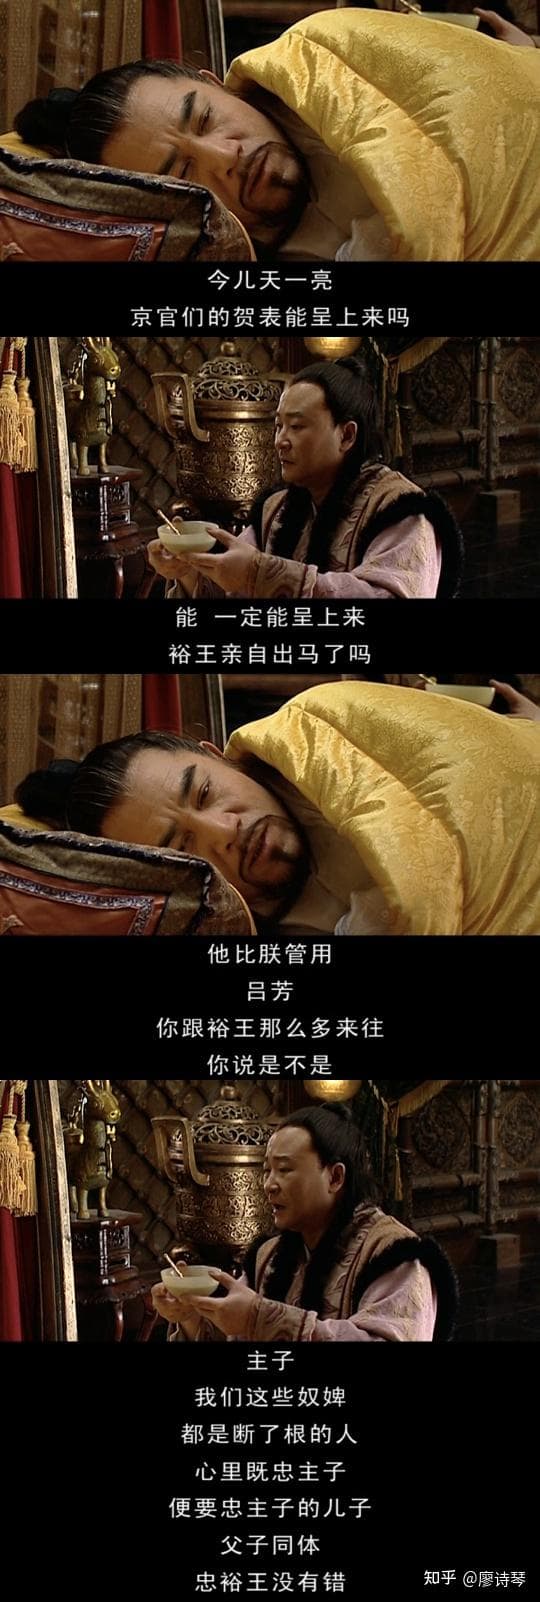 今儿天一亮
京官们的贺表能呈上来吗
能 一定能呈上来
裕王亲自出马了吗
他比朕管用
吕芳
你跟裕王那么多来往
你说是不是
主子
我们这些奴婢
都是断了根的人
心里既忠主子
便要忠主子的儿子
父子同体
忠裕王没有错
知乎 @廖诗琴